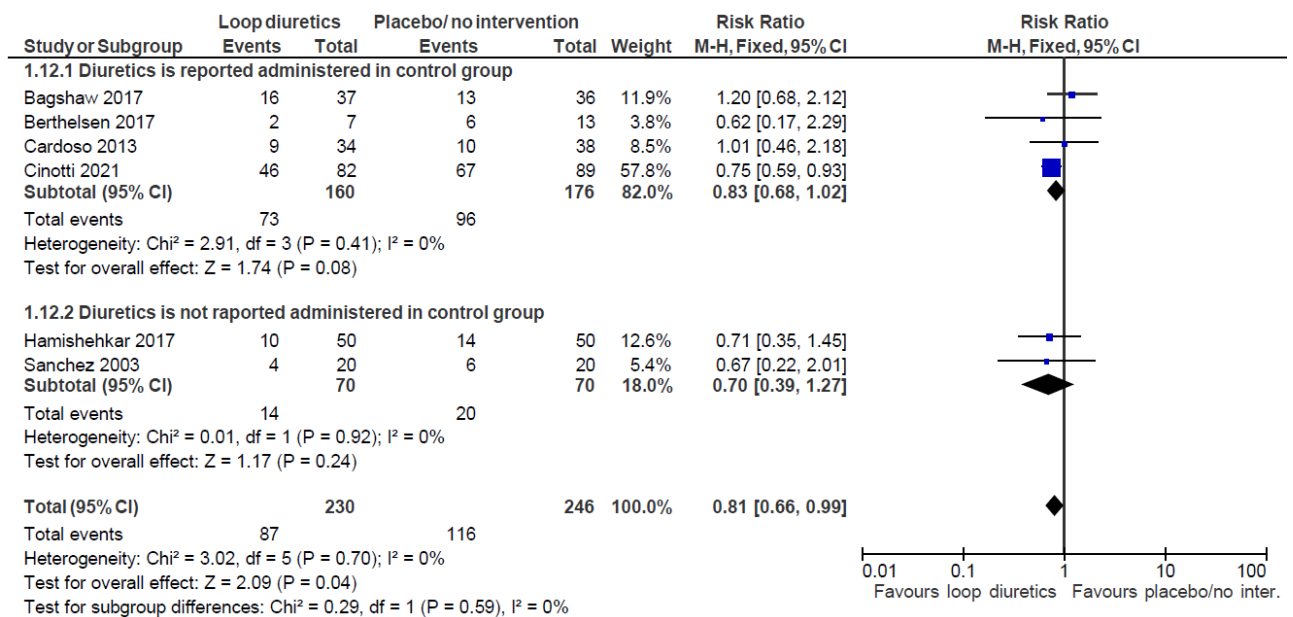 Loop diuretics Placebo/ no intervention Risk Ratio Risk Ratio
Study or Subgroup Events Total Events Total Weight M-H, Fixed, 95% CI M-H, Fixed, 95% CI
1.12.1 Diuretics is reported administered in control group
Bagshaw 2017 16 37 13 36 11.9% 1.20 [0.68, 2.12]
Berthelsen 2017 2 7 6 13 3.8% 0.62 [0.17, 2.29]
Cardoso 2013 9 34 10 38 8.5% 1.01 [0.46, 2.18]
Cinotti 2021 46 82 67 89 57.8% 0.75 [0.59, 0.93]
Subtotal (95% CI) 160 176 82.0% 0.83 [0.68, 1.02]
Total events 73 96
Heterogeneity: Chi² = 2.91, df = 3 (P = 0.41); I² = 0%
Test for overall effect: Z = 1.74 (P = 0.08)
1.12.2 Diuretics is not raported administered in control group
Hamishehkar 2017 10 50 14 50 12.6% 0.71 [0.35, 1.45]
Sanchez 2003 4 20 6 20 5.4% 0.67 [0.22, 2.01]
Subtotal (95% CI) 70 70 18.0% 0.70 [0.39, 1.27]
Total events 14 20
Heterogeneity: Chi² = 0.01, df = 1 (P = 0.92); I² = 0%
Test for overall effect: Z = 1.17 (P = 0.24)
Total (95% CI) 230 246 100.0% 0.81 [0.66, 0.99]
Total events 87 116
Heterogeneity: Chi² = 3.02, df = 5 (P = 0.70); I² = 0%
Test for overall effect: Z = 2.09 (P = 0.04)
Test for subgroup differences: Chi² = 0.29, df = 1 (P = 0.59), I² = 0%
0.01 0.1 1 10 100
Favours loop diuretics Favours placebo/no inter.